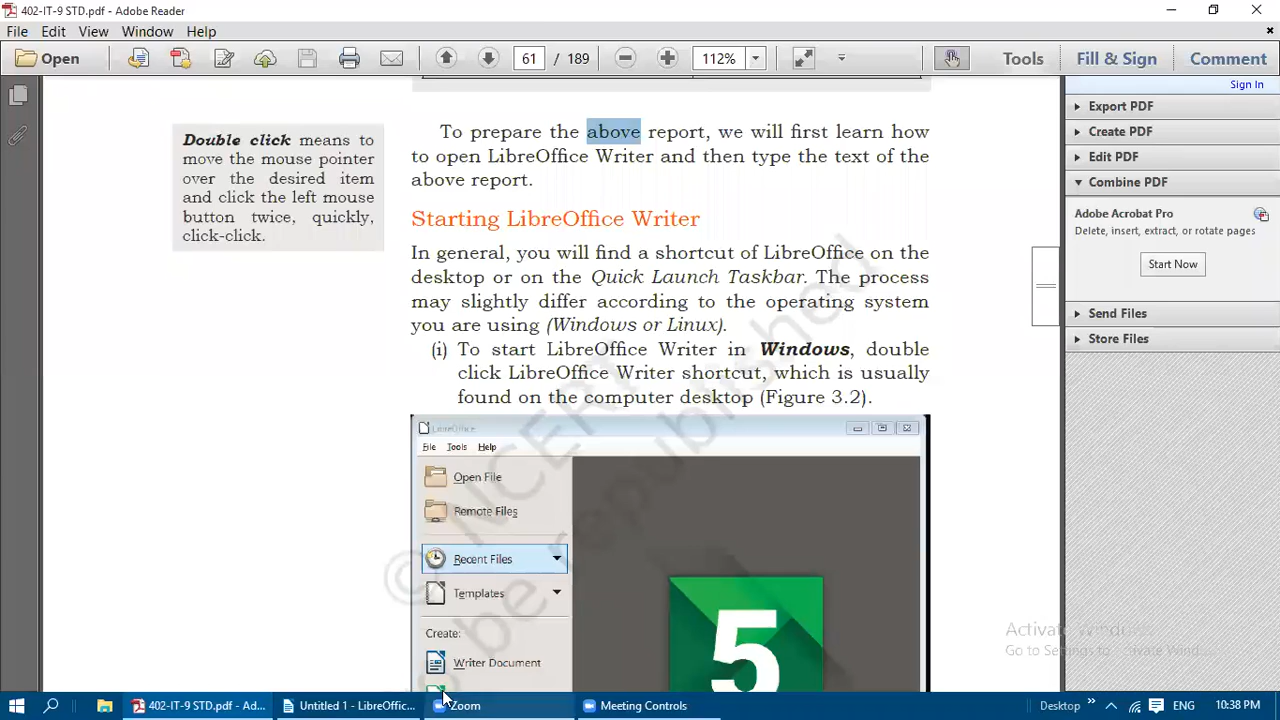 402-IT-9 STD.pdf - Adobe Reader
File Edit View Window Help
Open 61 / 189 112% Tools Fill & Sign Comment
Sign In
Export PDF
Create PDF
Edit PDF
Combine PDF
Adobe Acrobat Pro
Delete, insert, extract, or rotate pages
Start Now
Send Files
Store Files
Double click means to
move the mouse pointer
over the desired item
and click the left mouse
button twice, quickly,
click-click.
To prepare the above report, we will first learn how
to open LibreOffice Writer and then type the text of the
above report.
Starting LibreOffice Writer
In general, you will find a shortcut of LibreOffice on the
desktop or on the Quick Launch Taskbar. The process
may slightly differ according to the operating system
you are using (Windows or Linux).
(i) To start LibreOffice Writer in Windows, double
click LibreOffice Writer shortcut, which is usually
found on the computer desktop (Figure 3.2).
LibreOffice
File Tools Help
Open File
Remote Files
Recent Files
Templates
Create:
Writer Document
5
© NCERT
be republished
Activate Windows
Go to Settings to Activate Wind...
402-IT-9 STD.pdf - Ad... Untitled 1 - LibreOffic... Zoom Meeting Controls Desktop ENG 10:38 PM